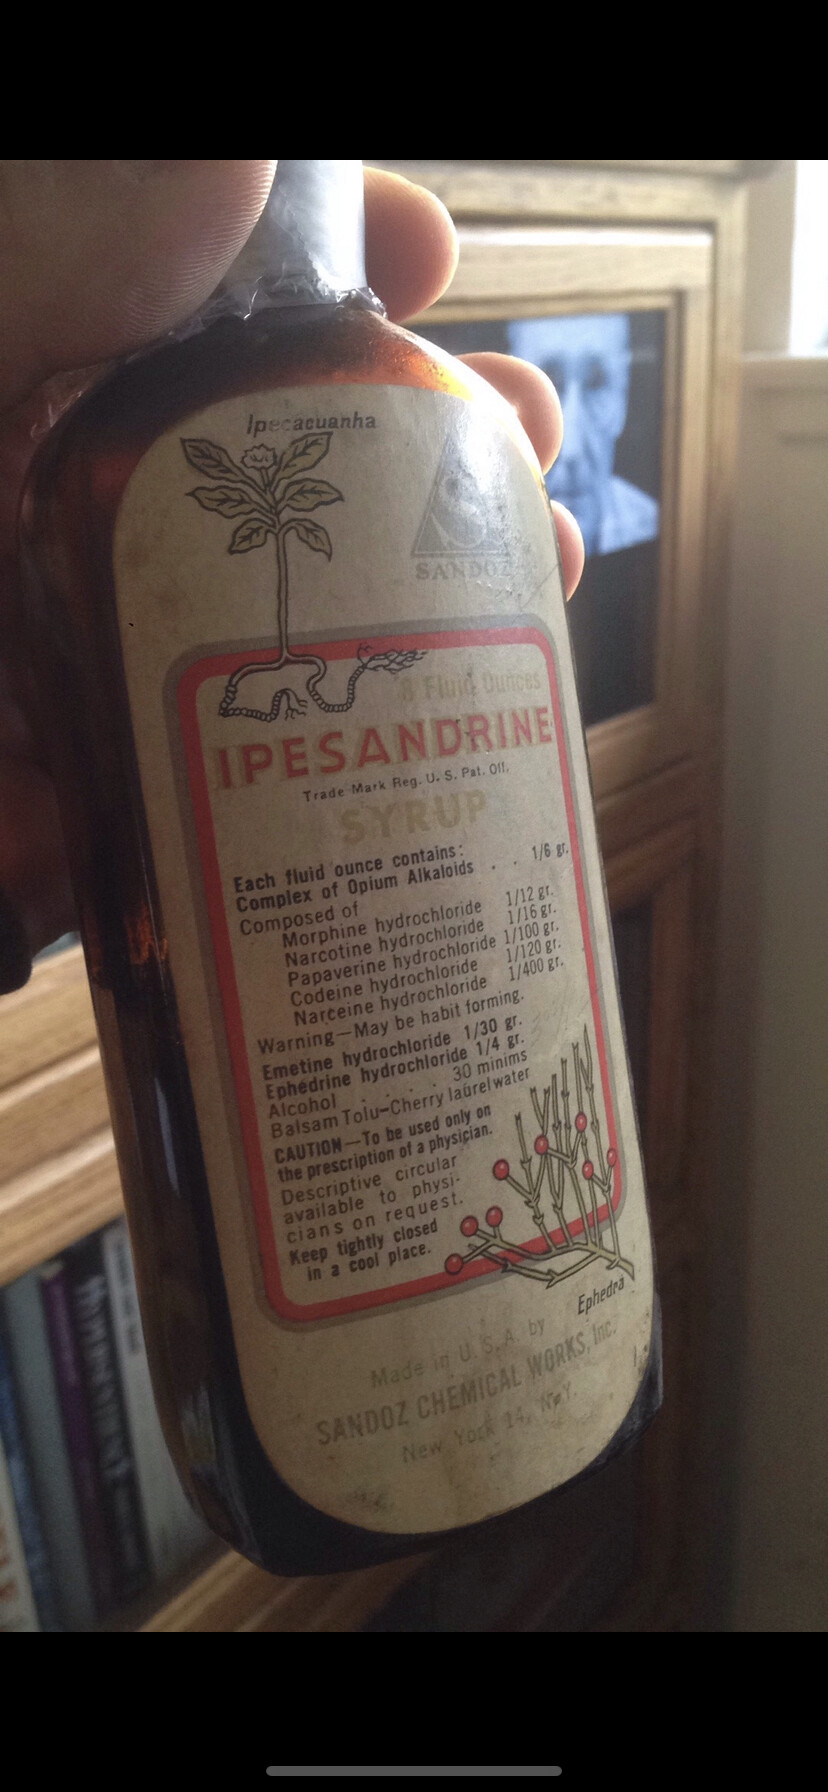 Ipecacuanha
S
SANDOZ
8 Fluid Ounces
IPESANDRINE
Trade Mark Reg. U. S. Pat. Off.
SYRUP
Each fluid ounce contains:
Complex of Opium Alkaloids . . 1/6 gr.
Composed of
Morphine hydrochloride 1/12 gr.
Narcotine hydrochloride 1/16 gr.
Papaverine hydrochloride 1/100 gr.
Codeine hydrochloride 1/120 gr.
Narceine hydrochloride 1/400 gr.
Warning—May be habit forming.
Emetine hydrochloride 1/30 gr.
Ephedrine hydrochloride 1/4 gr.
Alcohol . . . . 30 minims
Balsam Tolu–Cherry laurel water
CAUTION—To be used only on
the prescription of a physician.
Descriptive circular
available to physi-
cians on request.
Keep tightly closed
in a cool place.
Ephedra
Made in U.S.A. by
SANDOZ CHEMICAL WORKS, Inc.
New York 14, N.Y.